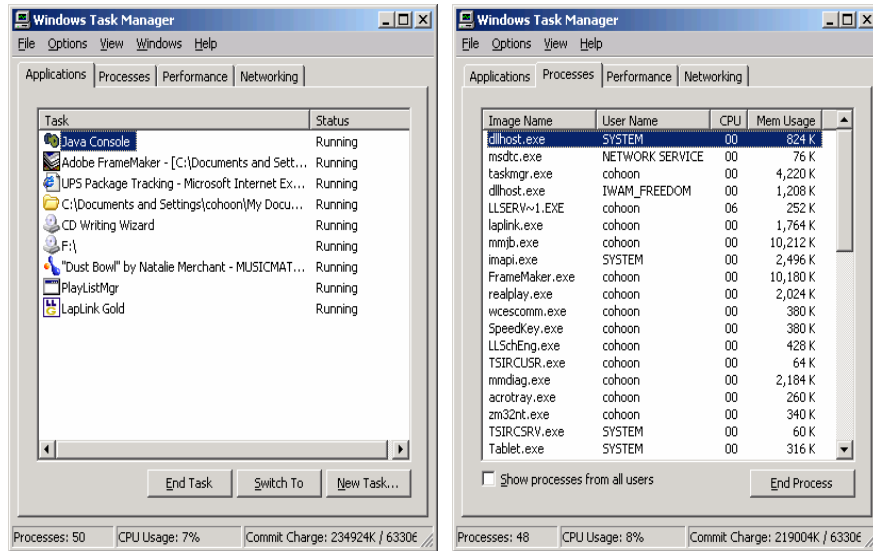 Windows Task Manager
File Options View Windows Help
Applications Processes Performance Networking
Task Status
Java Console Running
Adobe FrameMaker - [C:\Documents and Sett... Running
UPS Package Tracking - Microsoft Internet Ex... Running
C:\Documents and Settings\cohoon\My Docu... Running
CD Writing Wizard Running
F:\ Running
"Dust Bowl" by Natalie Merchant - MUSICMAT... Running
PlayListMgr Running
LapLink Gold Running
End Task Switch To New Task...
Processes: 50 CPU Usage: 7% Commit Charge: 234924K / 63306
Windows Task Manager
File Options View Help
Applications Processes Performance Networking
Image Name User Name CPU Mem Usage
dllhost.exe SYSTEM 00 824 K
msdtc.exe NETWORK SERVICE 00 76 K
taskmgr.exe cohoon 00 4,220 K
dllhost.exe IWAM_FREEDOM 00 1,208 K
LLSERV~1.EXE cohoon 06 252 K
laplink.exe cohoon 00 1,764 K
mmjb.exe cohoon 00 10,212 K
imapi.exe SYSTEM 00 2,496 K
FrameMaker.exe cohoon 00 10,180 K
realplay.exe cohoon 00 2,024 K
wcescomm.exe cohoon 00 380 K
SpeedKey.exe cohoon 00 380 K
LLSchEng.exe cohoon 00 428 K
TSIRCUSR.exe cohoon 00 64 K
mmdiag.exe cohoon 00 2,184 K
acrotray.exe cohoon 00 260 K
zm32nt.exe cohoon 00 340 K
TSIRCSRV.exe SYSTEM 00 60 K
Tablet.exe SYSTEM 00 316 K
Show processes from all users End Process
Processes: 48 CPU Usage: 8% Commit Charge: 219004K / 63306